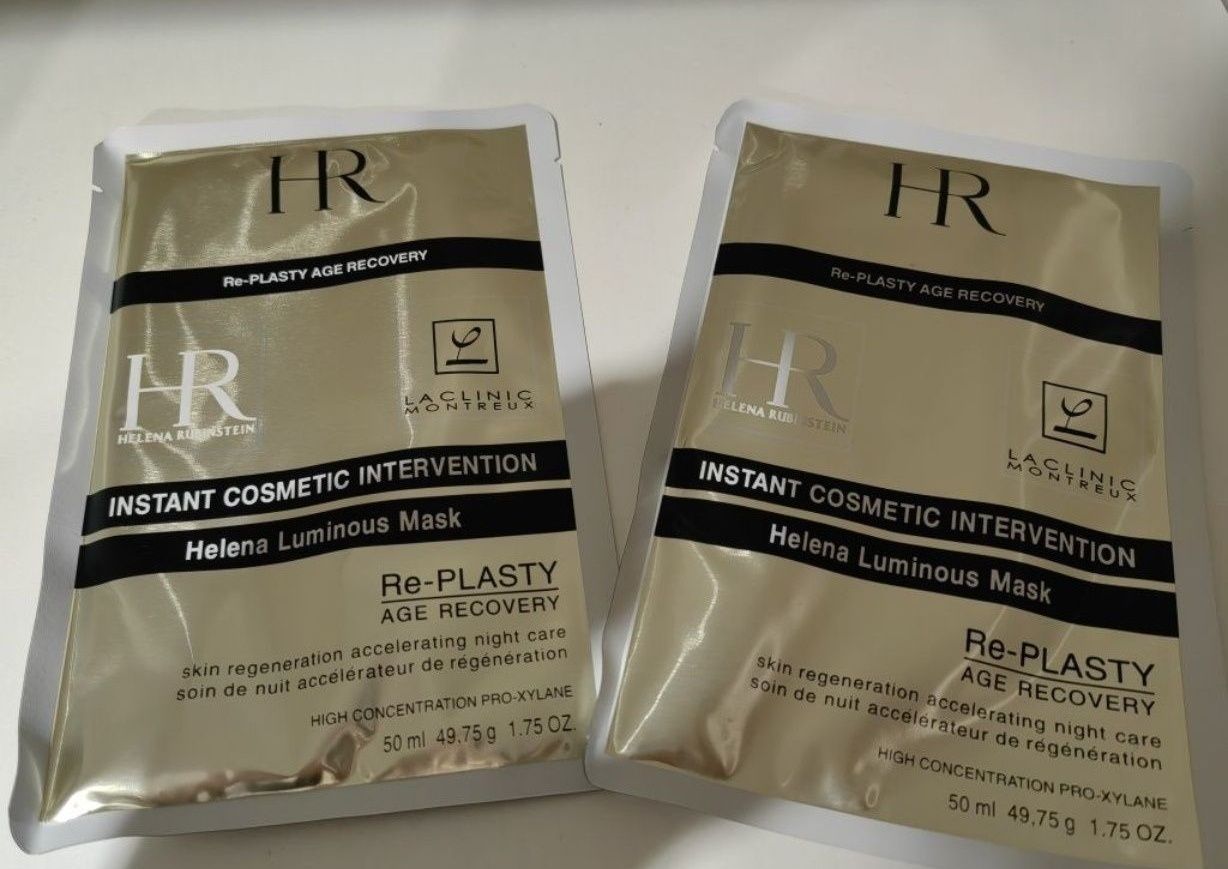 HR
Re-PLASTY AGE RECOVERY
HR
HELENA RUBINSTEIN
LACLINIC
MONTREUX
INSTANT COSMETIC INTERVENTION
Helena Luminous Mask
Re-PLASTY
AGE RECOVERY
skin regeneration accelerating night care
soin de nuit accélérateur de régénération
HIGH CONCENTRATION PRO-XYLANE
50 ml 49,75 g 1.75 OZ.
HR
Re-PLASTY AGE RECOVERY
HR
HELENA RUBINSTEIN
LACLINIC
MONTREUX
INSTANT COSMETIC INTERVENTION
Helena Luminous Mask
Re-PLASTY
AGE RECOVERY
skin regeneration accelerating night care
soin de nuit accélérateur de régénération
HIGH CONCENTRATION PRO-XYLANE
50 ml 49,75 g 1.75 OZ.